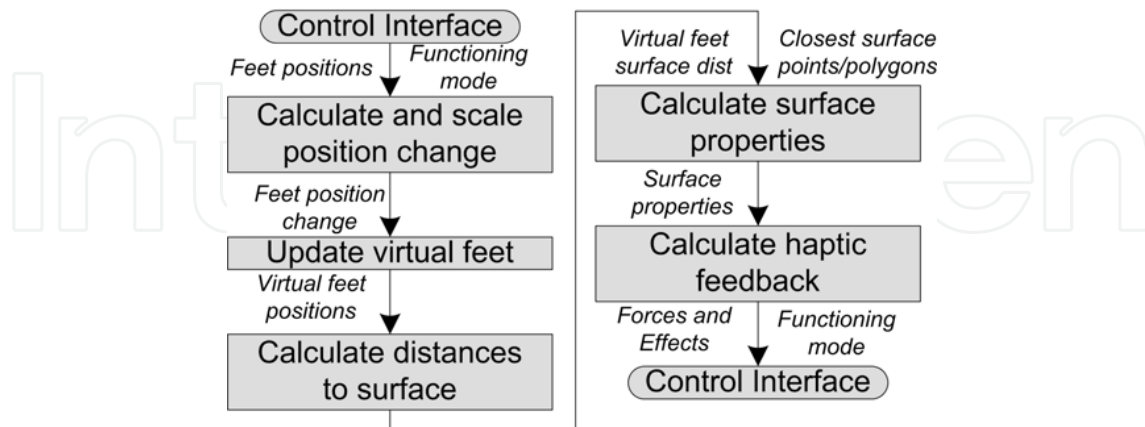 Control Interface
Feet positions
Functioning
mode
Calculate and scale
position change
Feet position
change
Update virtual feet
Virtual feet
positions
Calculate distances
to surface
Virtual feet
surface dist
Closest surface
points/polygons
Calculate surface
properties
Surface
properties
Calculate haptic
feedback
Forces and
Effects
Functioning
mode
Control Interface